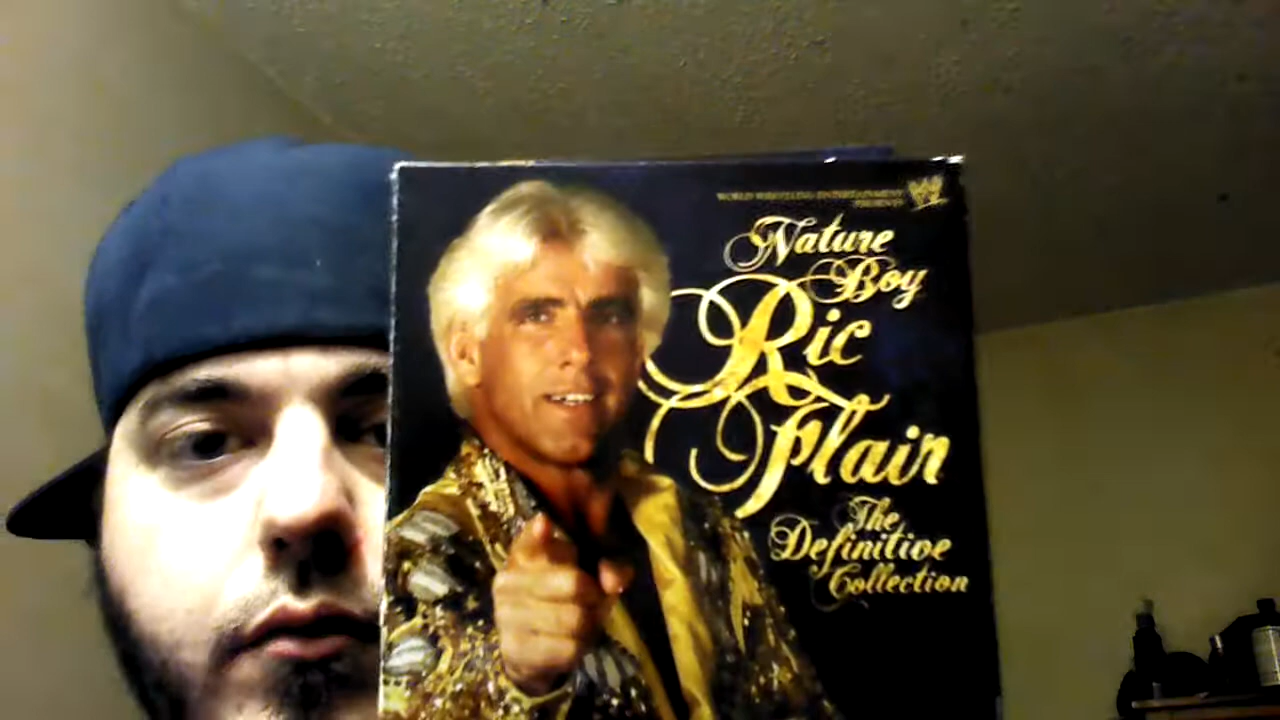 WORLD WRESTLING ENTERTAINMENT
PRESENTS
W
Nature
Boy
Ric
Flair
The
Definitive
Collection